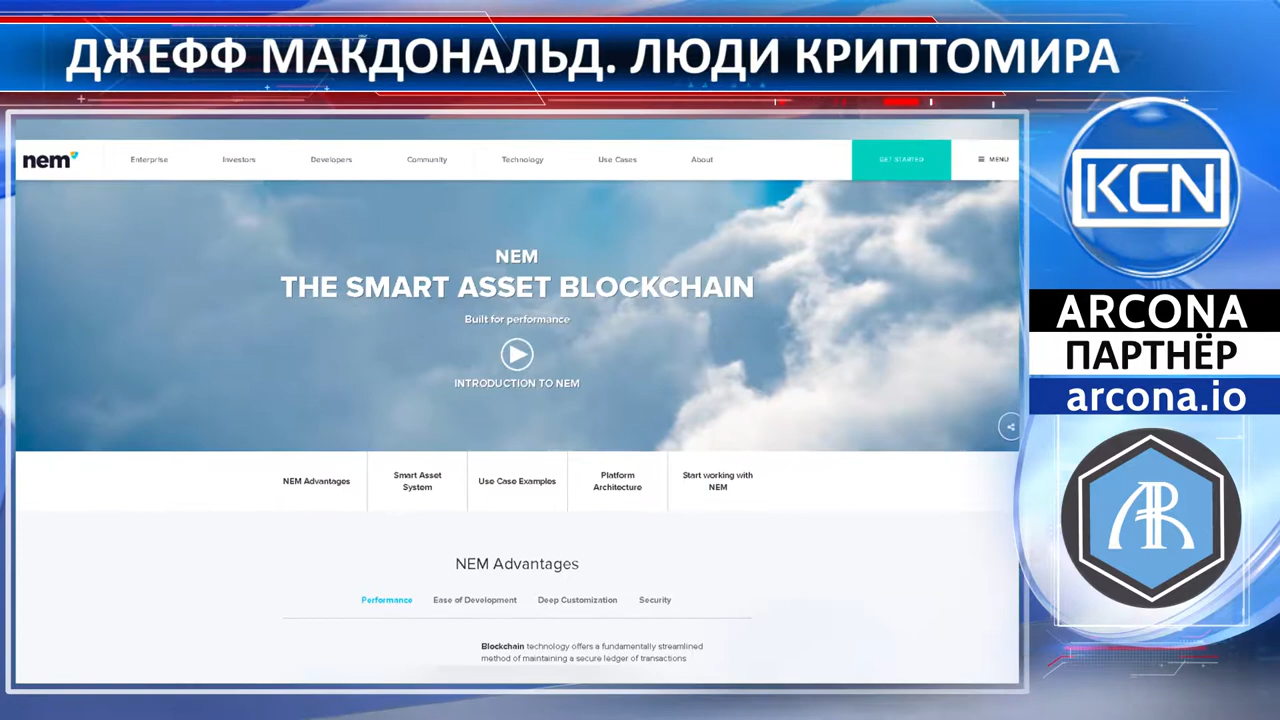 ДЖЕФФ МАКДОНАЛЬД. ЛЮДИ КРИПТОМИРА
nem
Enterprise
Investors
Developers
Community
Technology
Use Cases
About
GET STARTED
MENU
NEM
THE SMART ASSET BLOCKCHAIN
Built for performance
INTRODUCTION TO NEM
NEM Advantages
Smart Asset
System
Use Case Examples
Platform
Architecture
Start working with
NEM
NEM Advantages
Performance
Ease of Development
Deep Customization
Security
Blockchain technology offers a fundamentally streamlined
method of maintaining a secure ledger of transactions
KCN
ARCONA
ПАРТНЁР
arcona.io